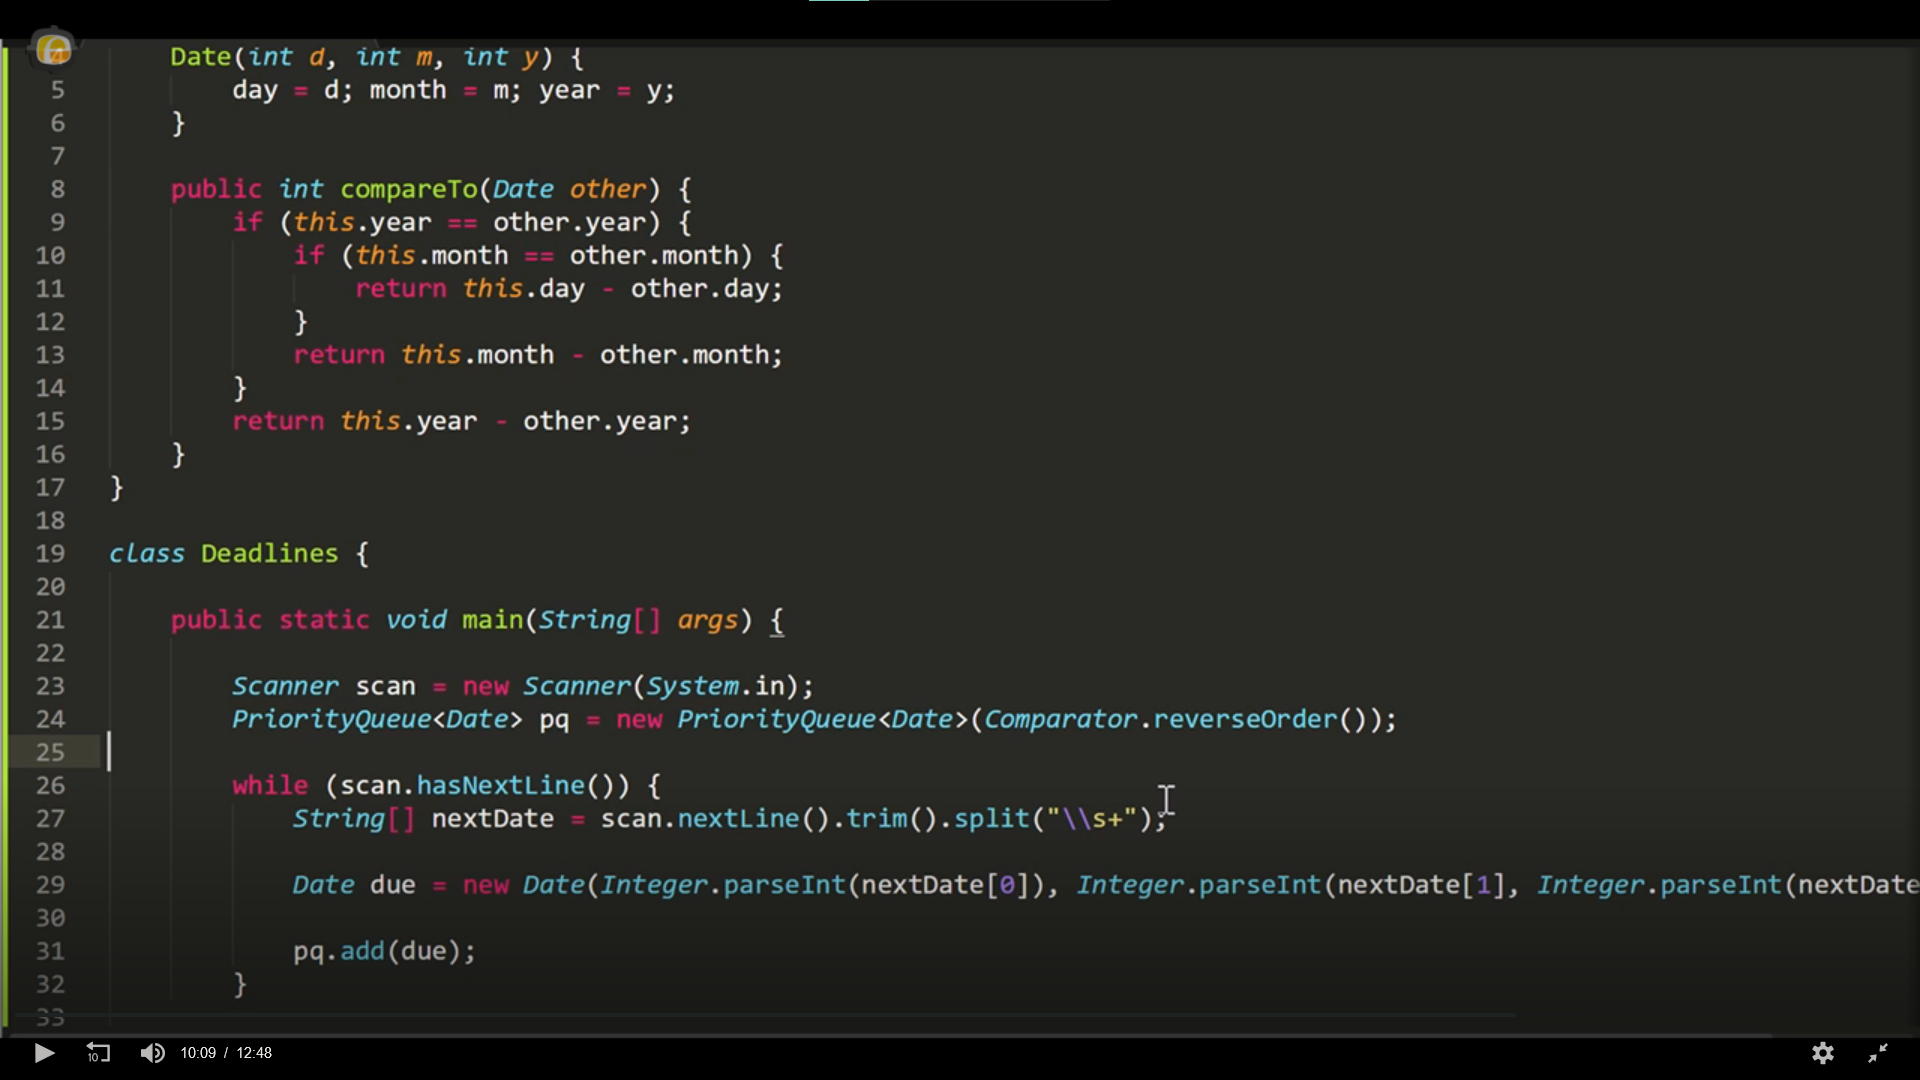 Date(int d, int m, int y) {
5 day = d; month = m; year = y;
6 }
7
8 public int compareTo(Date other) {
9 if (this.year == other.year) {
10 if (this.month == other.month) {
11 return this.day - other.day;
12 }
13 return this.month - other.month;
14 }
15 return this.year - other.year;
16 }
17 }
18
19 class Deadlines {
20
21 public static void main(String[] args) {
22
23 Scanner scan = new Scanner(System.in);
24 PriorityQueue<Date> pq = new PriorityQueue<Date>(Comparator.reverseOrder());
25
26 while (scan.hasNextLine()) {
27 String[] nextDate = scan.nextLine().trim().split("\\s+");
28
29 Date due = new Date(Integer.parseInt(nextDate[0]), Integer.parseInt(nextDate[1], Integer.parseInt(nextDate
30
31 pq.add(due);
32 }
33
10 10:09 / 12:48